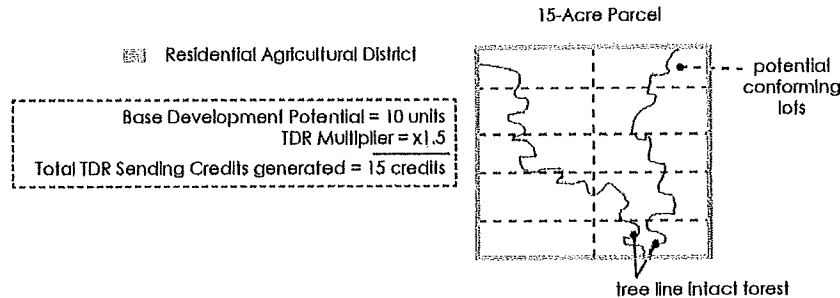 15-Acre Parcel
Residential Agricultural District
potential
conforming
lots
Base Development Potential = 10 units
TDR Multiplier = x1.5
Total TDR Sending Credits generated = 15 credits
tree line intact forest